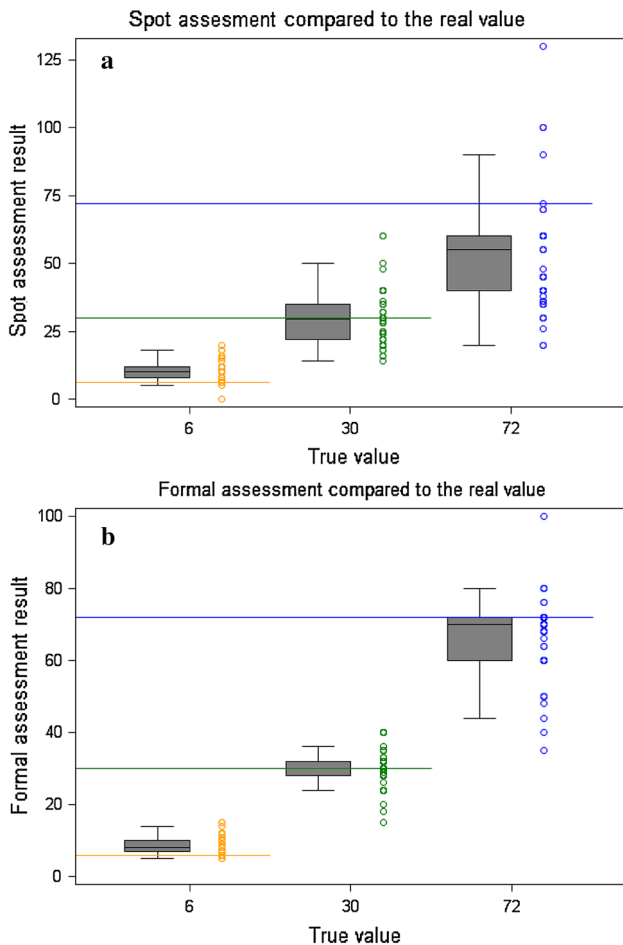 Spot assesment compared to the real value
a
125
100
75
50
25
0
Spot assessment result
6 30 72
True value
Formal assessment compared to the real value
b
100
80
60
40
20
0
Formal assessment result
6 30 72
True value